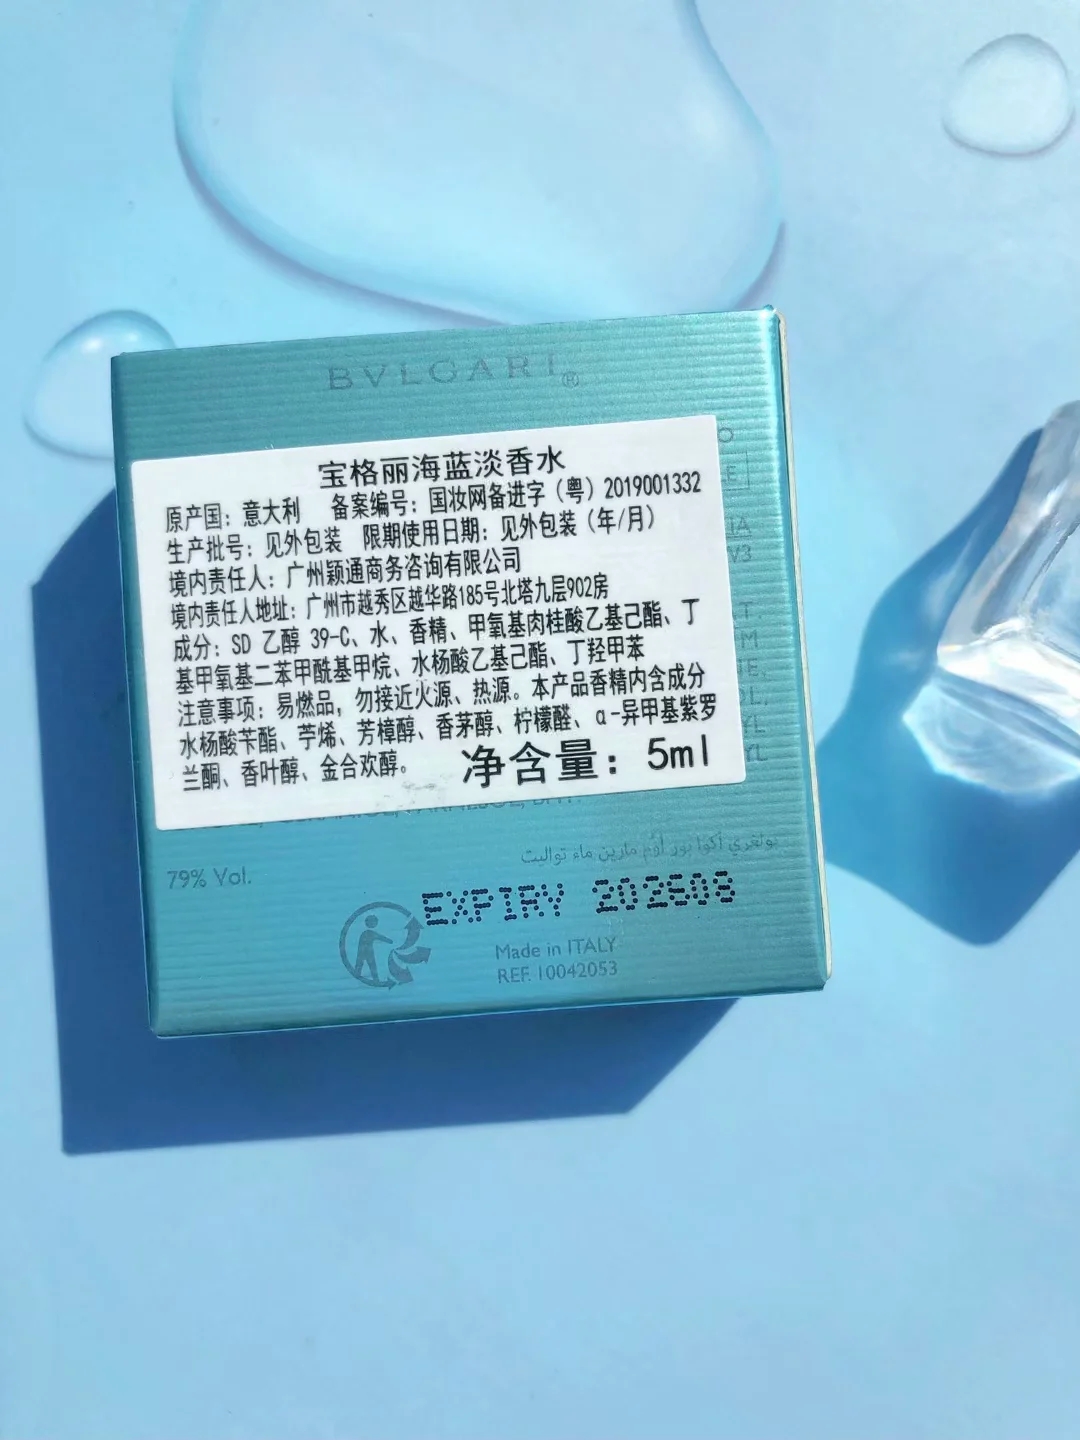 BVLGARI®
宝格丽海蓝淡香水
原产国：意大利 备案编号：国妆网备进字（粤）2019001332
生产批号：见外包装 限期使用日期：见外包装（年/月）
境内责任人：广州颖通商务咨询有限公司
境内责任人地址：广州市越秀区越华路185号北塔九层902房
成分：SD 乙醇 39-C、水、香精、甲氧基肉桂酸乙基己酯、丁
基甲氧基二苯甲酰基甲烷、水杨酸乙基己酯、丁羟甲苯
注意事项：易燃品，勿接近火源、热源。本产品香精内含成分
水杨酸苄酯、苧烯、芳樟醇、香茅醇、柠檬醛、α-异甲基紫罗
兰酮、香叶醇、金合欢醇。
净含量：5ml
بولغري اكوا بور أوم مارين ماء تواليت
79% Vol.
EXPIRY 202608
Made in ITALY
REF. 10042053